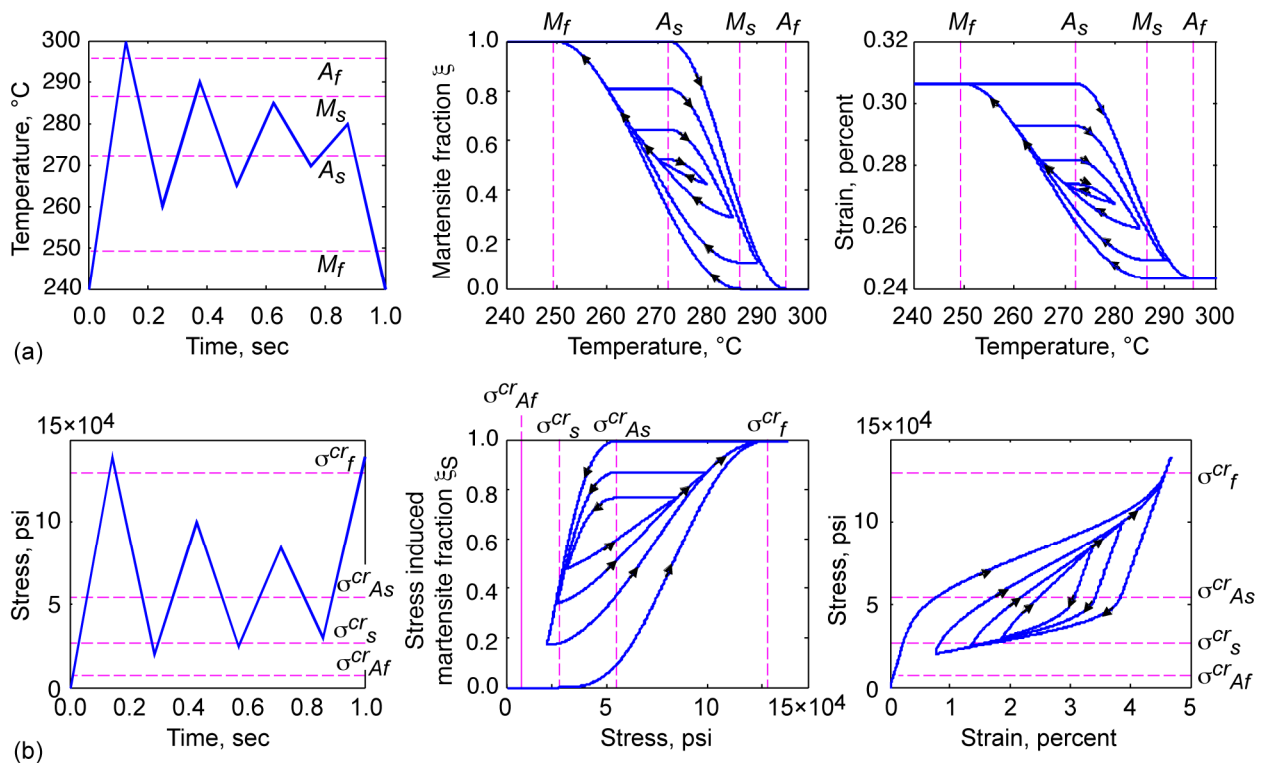 M_f A_s M_s A_f
M_f A_s M_s A_f
300
290
280
270
260
250
240
Temperature, °C
A_f
M_s
A_s
M_f
0.0 0.2 0.4 0.6 0.8 1.0
Time, sec
1.0
0.8
0.6
0.4
0.2
0.0
Martensite fraction ξ
240 250 260 270 280 290 300
Temperature, °C
0.32
0.30
0.28
0.26
0.24
Strain, percent
240 250 260 270 280 290 300
Temperature, °C
(a)
15×10⁴
10
5
0
Stress, psi
σ^cr_f
σ^cr_As
σ^cr_s
σ^cr_Af
0.0 0.2 0.4 0.6 0.8 1.0
Time, sec
σ^cr_Af
σ^cr_s σ^cr_As σ^cr_f
1.0
0.8
0.6
0.4
0.2
0.0
Stress induced
martensite fraction ξ_S
0 5 10 15×10⁴
Stress, psi
15×10⁴
10
5
0
Stress, psi
σ^cr_f
σ^cr_As
σ^cr_s
σ^cr_Af
0 1 2 3 4 5
Strain, percent
(b)